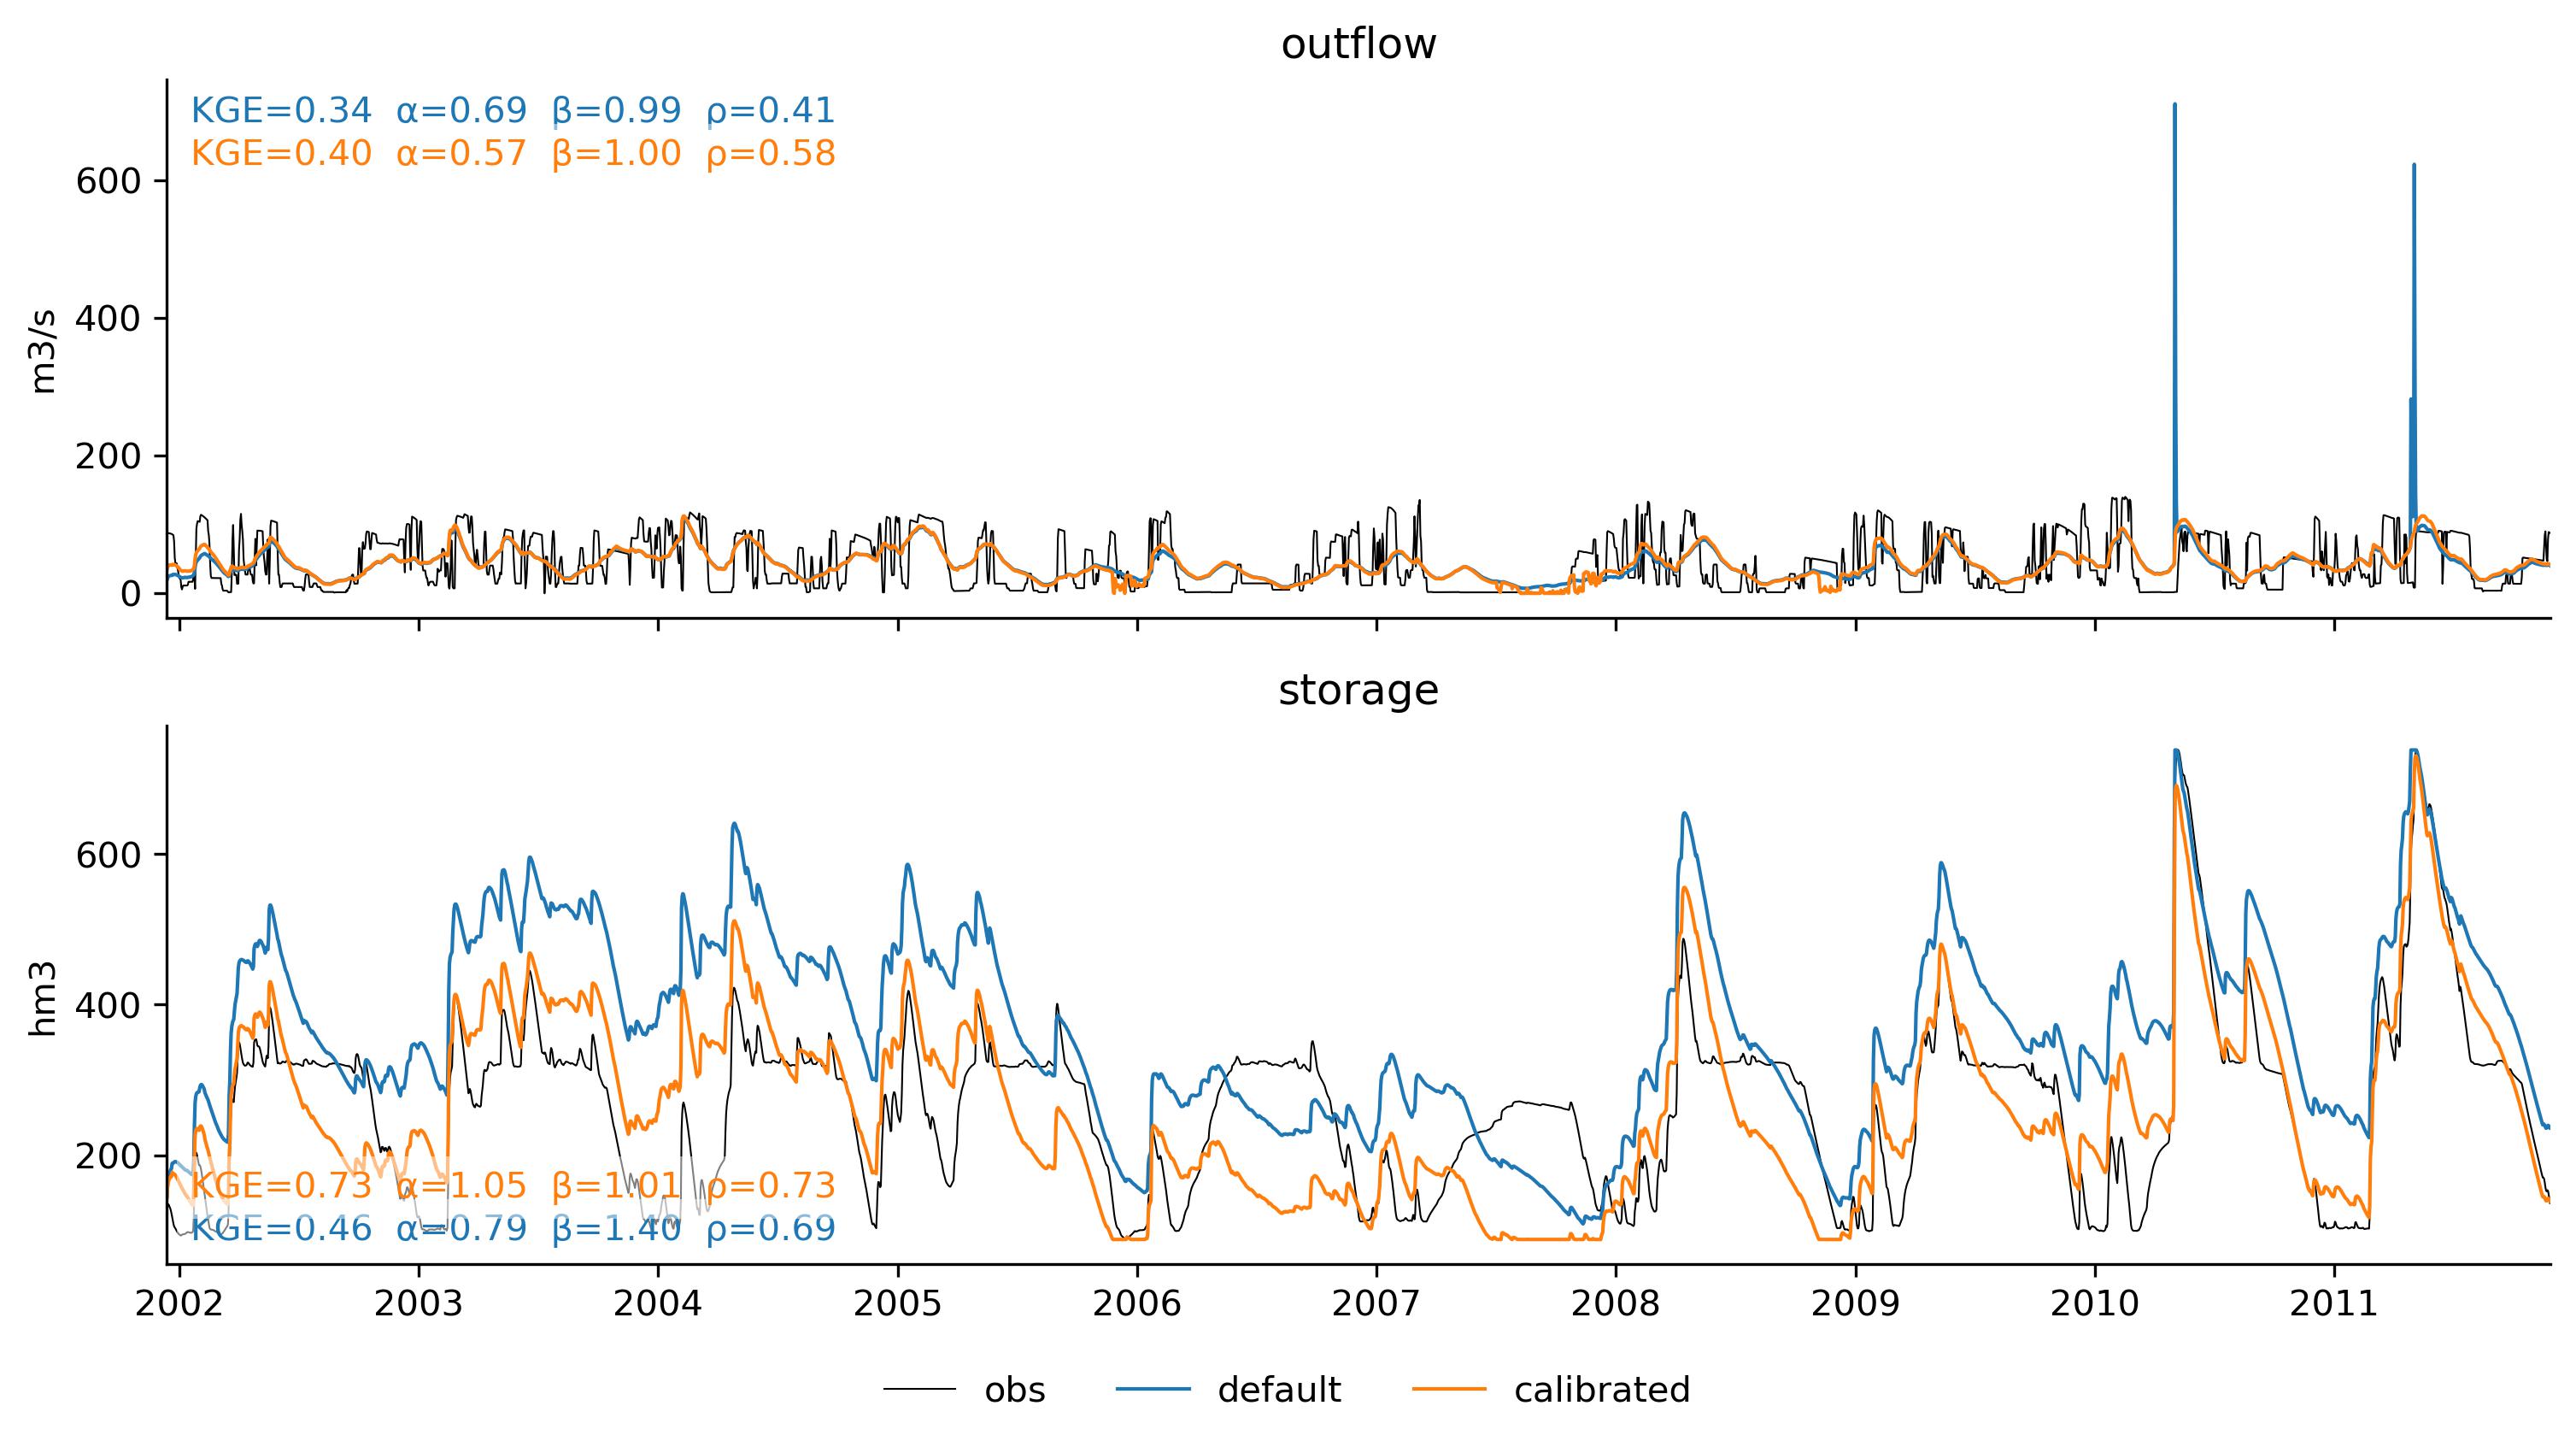 outflow
KGE=0.34 α=0.69 β=0.99 ρ=0.41
KGE=0.40 α=0.57 β=1.00 ρ=0.58
600
400
200
0
m3/s
storage
600
400
200
hm3
KGE=0.73 α=1.05 β=1.01 ρ=0.73
KGE=0.46 α=0.79 β=1.40 ρ=0.69
2002 2003 2004 2005 2006 2007 2008 2009 2010 2011
obs default calibrated